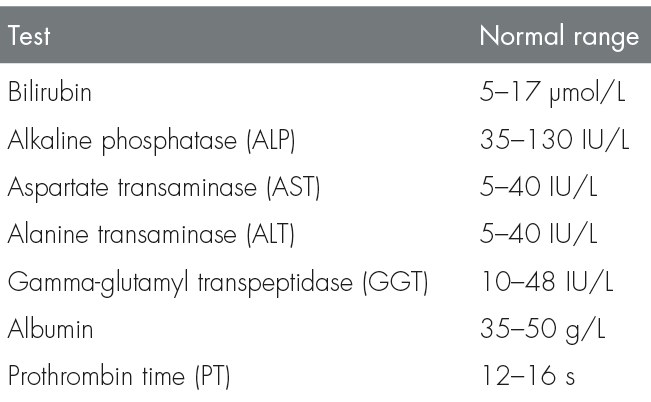 Test Normal range
Bilirubin 5–17 µmol/L
Alkaline phosphatase (ALP) 35–130 IU/L
Aspartate transaminase (AST) 5–40 IU/L
Alanine transaminase (ALT) 5–40 IU/L
Gamma-glutamyl transpeptidase (GGT) 10–48 IU/L
Albumin 35–50 g/L
Prothrombin time (PT) 12–16 s